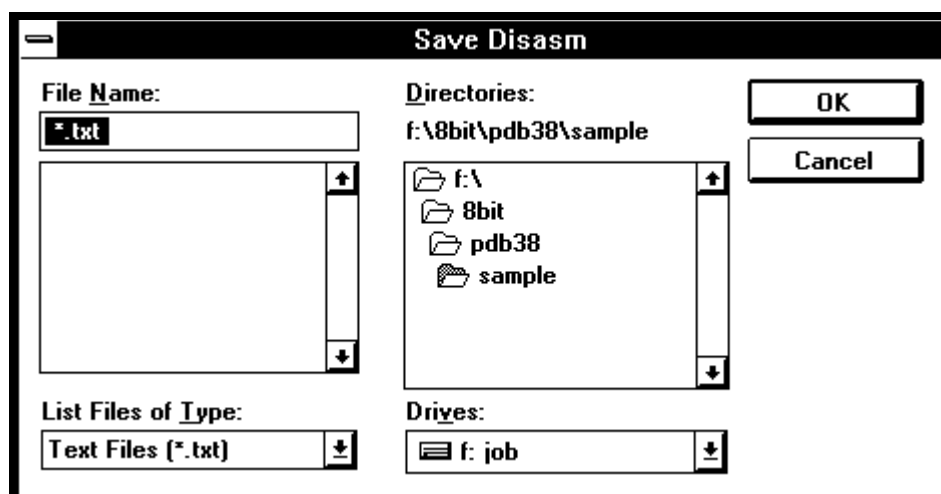 Save Disasm
File Name:
*.txt
Directories:
f:\8bit\pdb38\sample
f:\
8bit
pdb38
sample
OK
Cancel
List Files of Type:
Text Files (*.txt)
Drives:
f: job